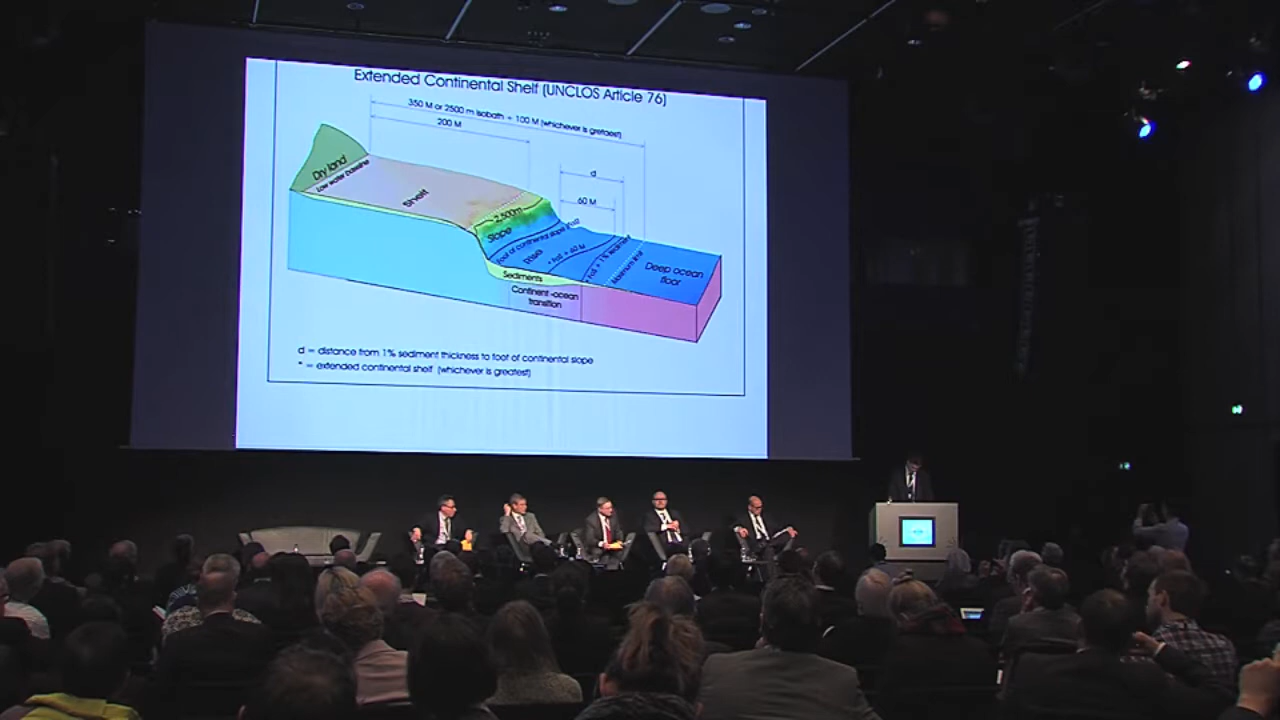 Extended Continental Shelf (UNCLOS Article 76)
350 M or 2500 m isobath + 100 M (whichever is gretaest)
200 M
d
60 M
Dry land
Low water baseline
Shelf
2,500m
Slope
Foot of continental slope
Rise
* FoS + 60 M
FoS + 1% sediment
Maximum limit
Deep ocean
floor
Sediments
Continent-ocean
transition
d = distance from 1% sediment thickness to foot of continental slope
* = extended continental shelf (whichever is greatest)